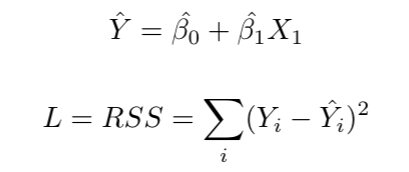 Ŷ = β̂₀ + β̂₁X₁
L = RSS = ∑ᵢ(Yᵢ − Ŷᵢ)²